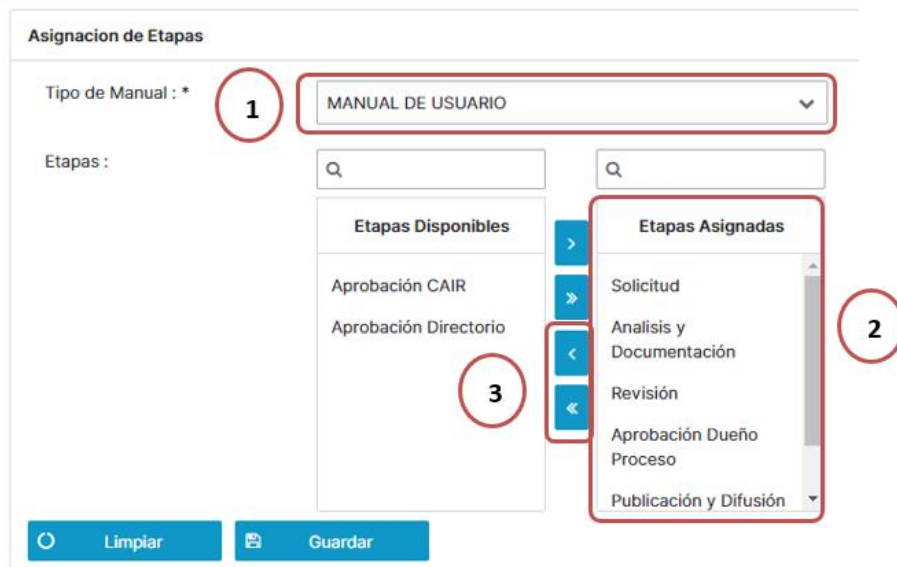 Asignacion de Etapas
Tipo de Manual : *
1
MANUAL DE USUARIO
Etapas :
Etapas Disponibles
Etapas Asignadas
Aprobación CAIR
Aprobación Directorio
Solicitud
Analisis y
Documentación
Revisión
Aprobación Dueño
Proceso
Publicación y Difusión
2
3
Limpiar
Guardar